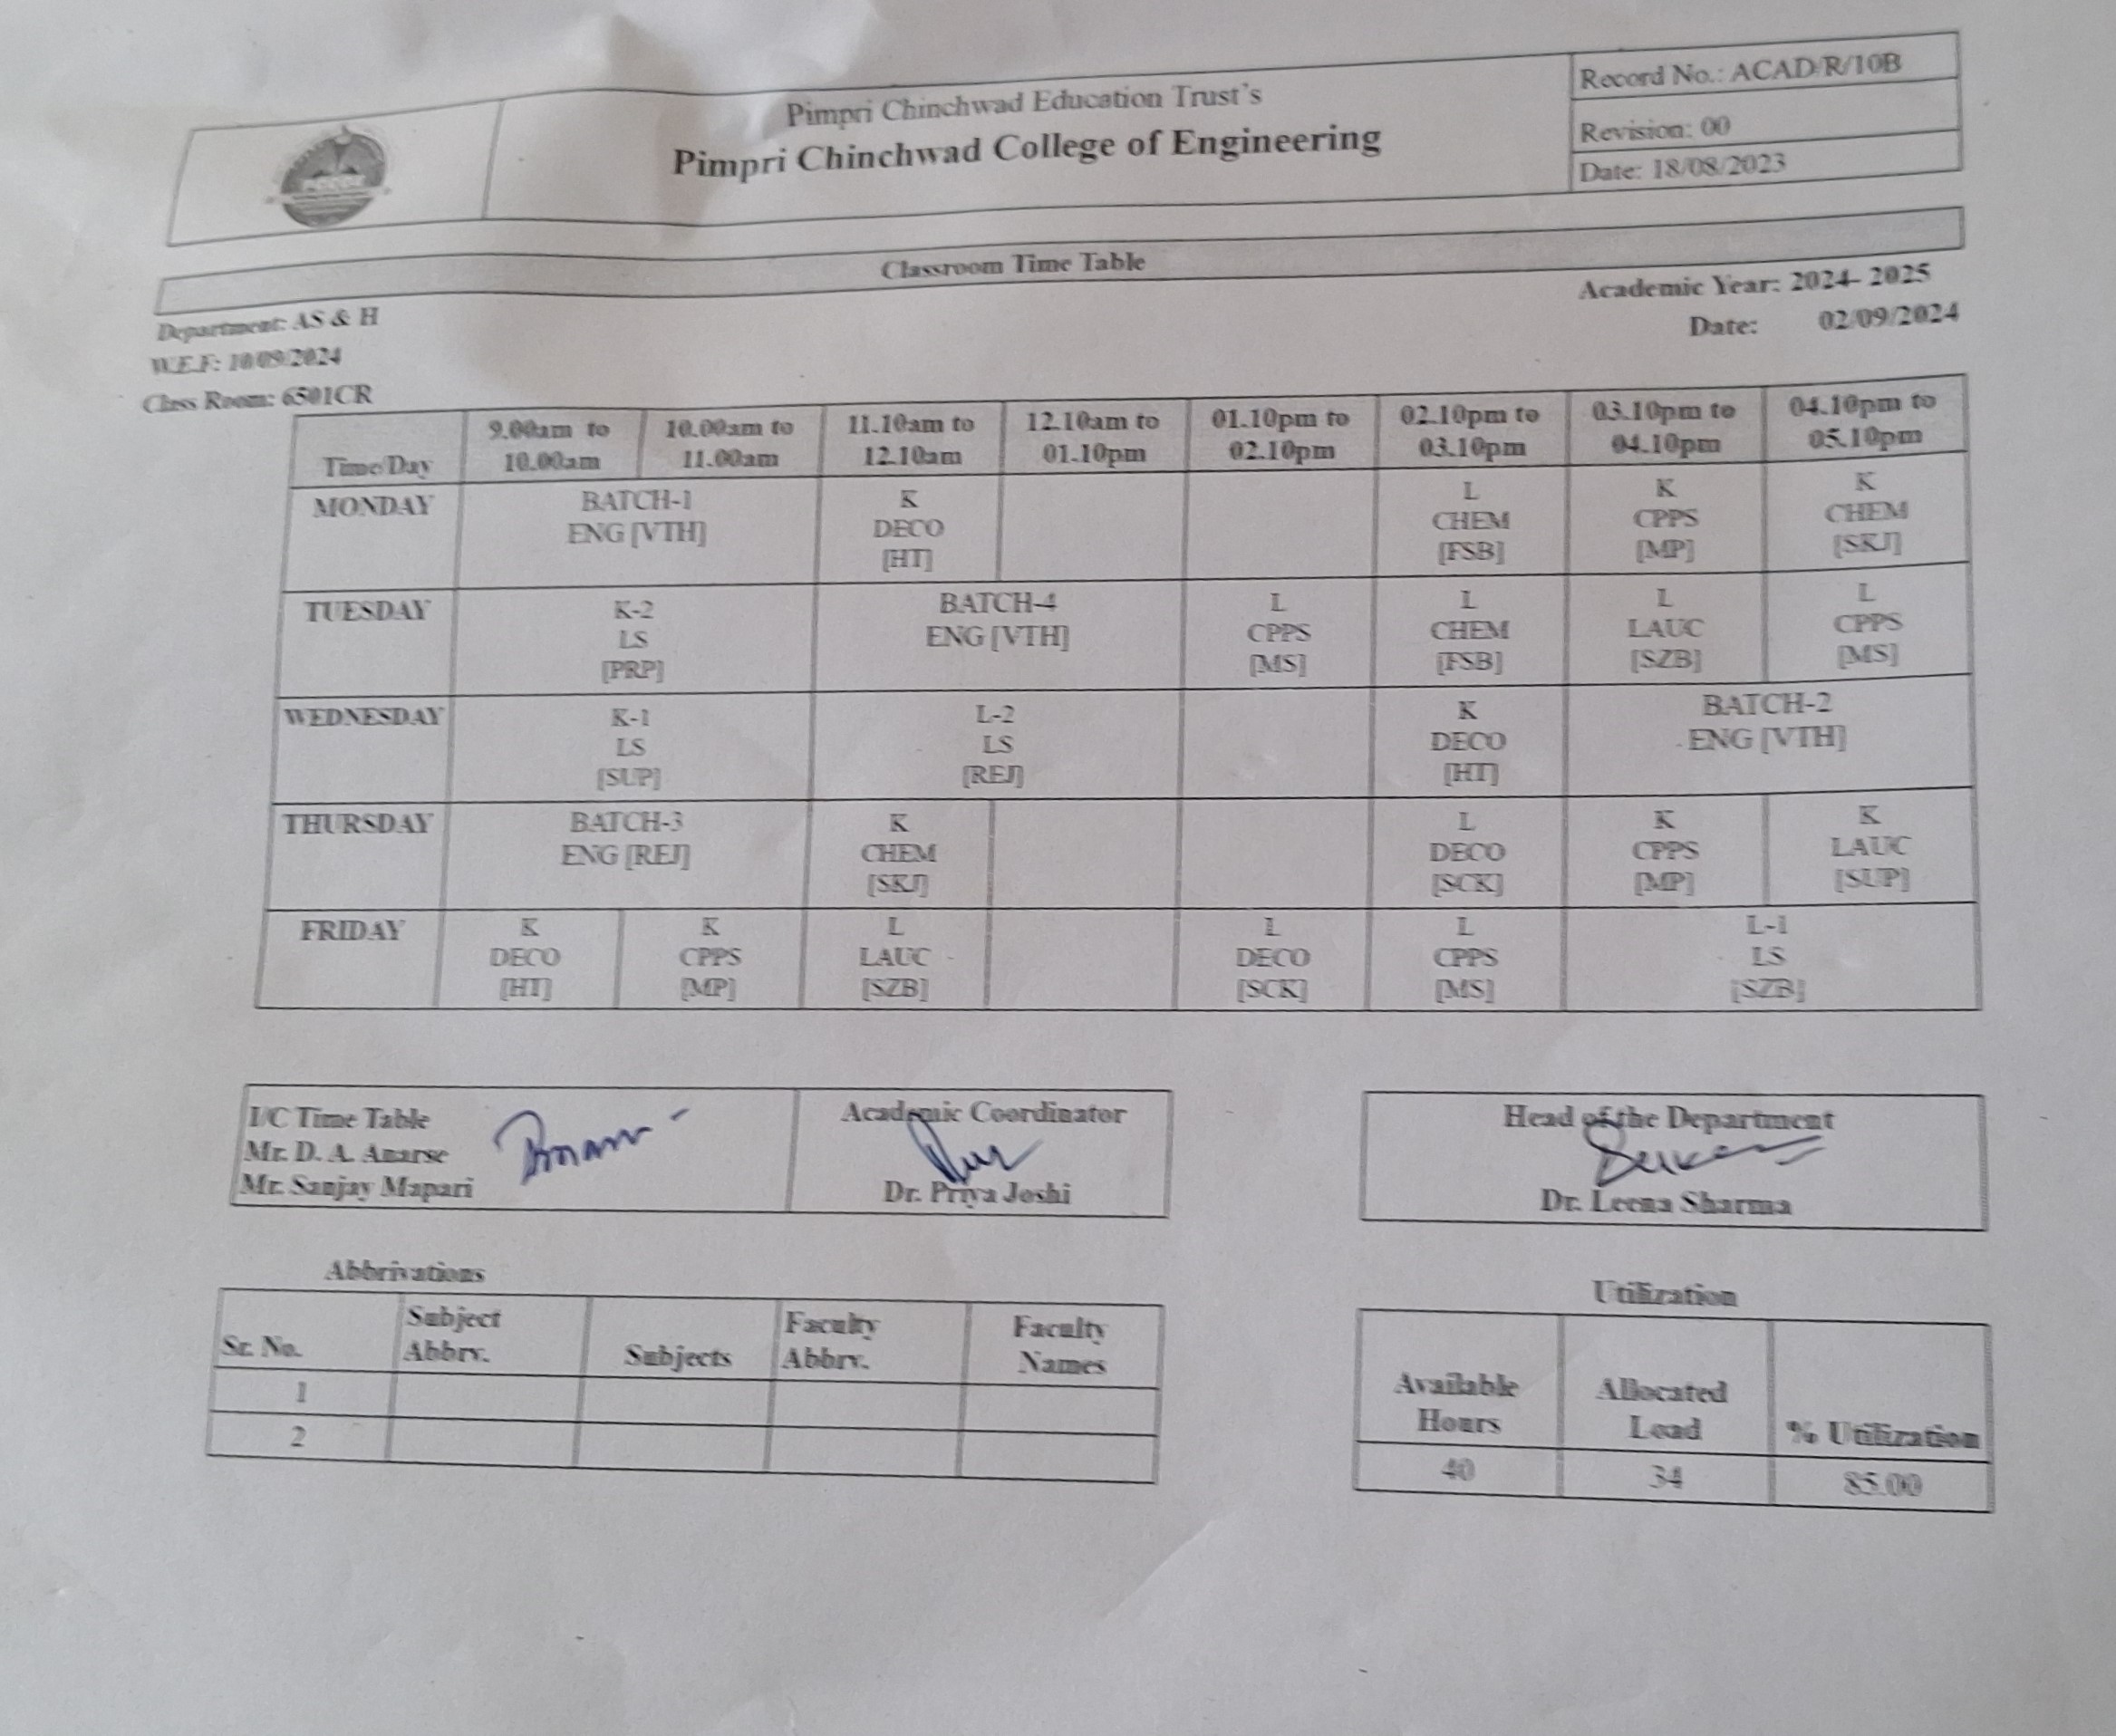 Pimpri Chinchwad Education Trust's
Pimpri Chinchwad College of Engineering
Record No.: ACAD/R/10B
Revision: 00
Date: 18/08/2023
Classroom Time Table
Academic Year: 2024- 2025
Department: AS & H
Date: 02/09/2024
W.E.F: 10/09/2024
Class Room: 6501CR
Time/Day
9.00am to 10.00am
10.00am to 11.00am
11.10am to 12.10am
12.10am to 01.10pm
01.10pm to 02.10pm
02.10pm to 03.10pm
03.10pm to 04.10pm
04.10pm to 05.10pm
MONDAY
BATCH-1
ENG [VTH]
K
DECO
[HT]
L
CHEM
[FSB]
K
CPPS
[MP]
K
CHEM
[SKJ]
TUESDAY
K-2
LS
[PRP]
BATCH-4
ENG [VTH]
L
CPPS
[MS]
L
CHEM
[FSB]
L
LAUC
[SZB]
L
CPPS
[MS]
WEDNESDAY
K-1
LS
[SUP]
L-2
LS
[REJ]
K
DECO
[HT]
BATCH-2
ENG [VTH]
THURSDAY
BATCH-3
ENG [REJ]
K
CHEM
[SKJ]
L
DECO
[SCK]
K
CPPS
[MP]
K
LAUC
[SUP]
FRIDAY
K
DECO
[HT]
K
CPPS
[MP]
L
LAUC
[SZB]
L
DECO
[SCK]
L
CPPS
[MS]
L-1
LS
[SZB]
I/C Time Table
Mr. D. A. Anarse
Mr. Sanjay Mapari
Academic Coordinator
Dr. Priya Joshi
Head of the Department
Dr. Leena Sharma
Abbrivations
Sr. No.
Subject Abbrv.
Subjects
Faculty Abbrv.
Faculty Names
1
2
Utilization
Available Hours
Allocated Load
% Utilization
40
34
85.00